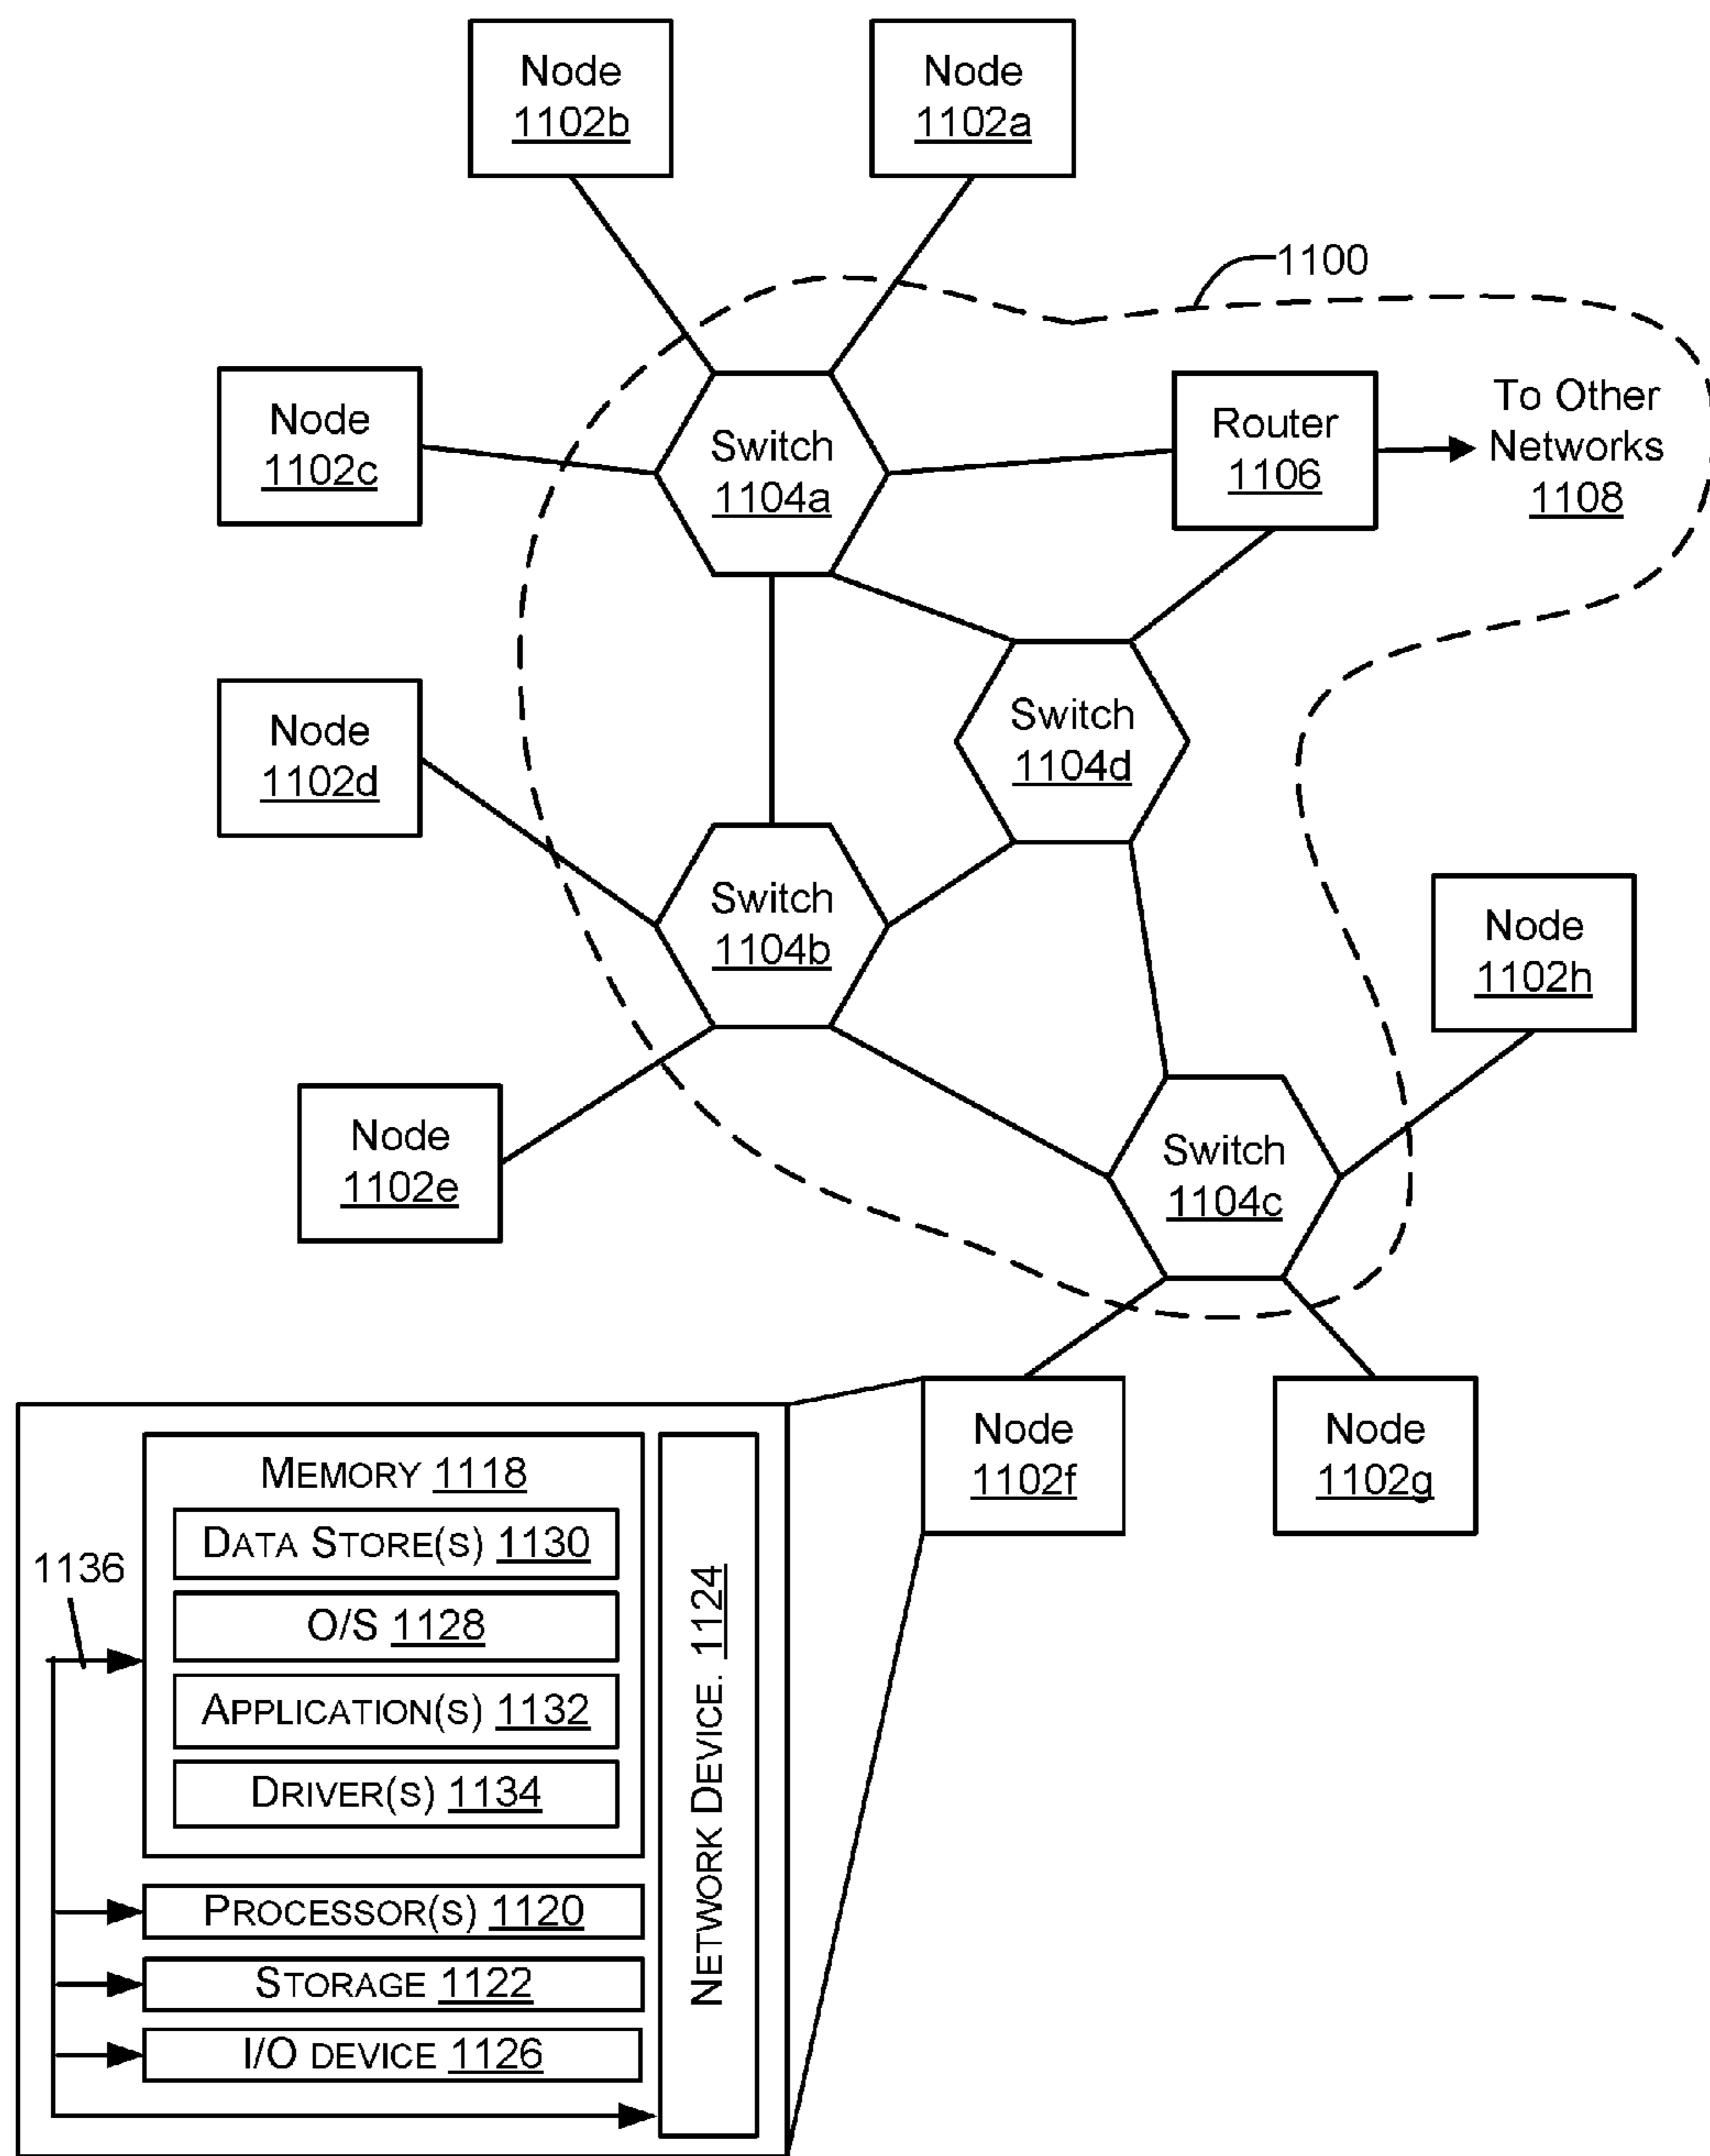 Node
1102b
Node
1102a
1100
Node
1102c
Switch
1104a
Router
1106
To Other
Networks
1108
Node
1102d
Switch
1104d
Switch
1104b
Node
1102h
Node
1102e
Switch
1104c
Node
1102f
Node
1102g
MEMORY 1118
DATA STORE(S) 1130
1136
O/S 1128
APPLICATION(S) 1132
DRIVER(S) 1134
PROCESSOR(S) 1120
STORAGE 1122
I/O DEVICE 1126
NETWORK DEVICE. 1124